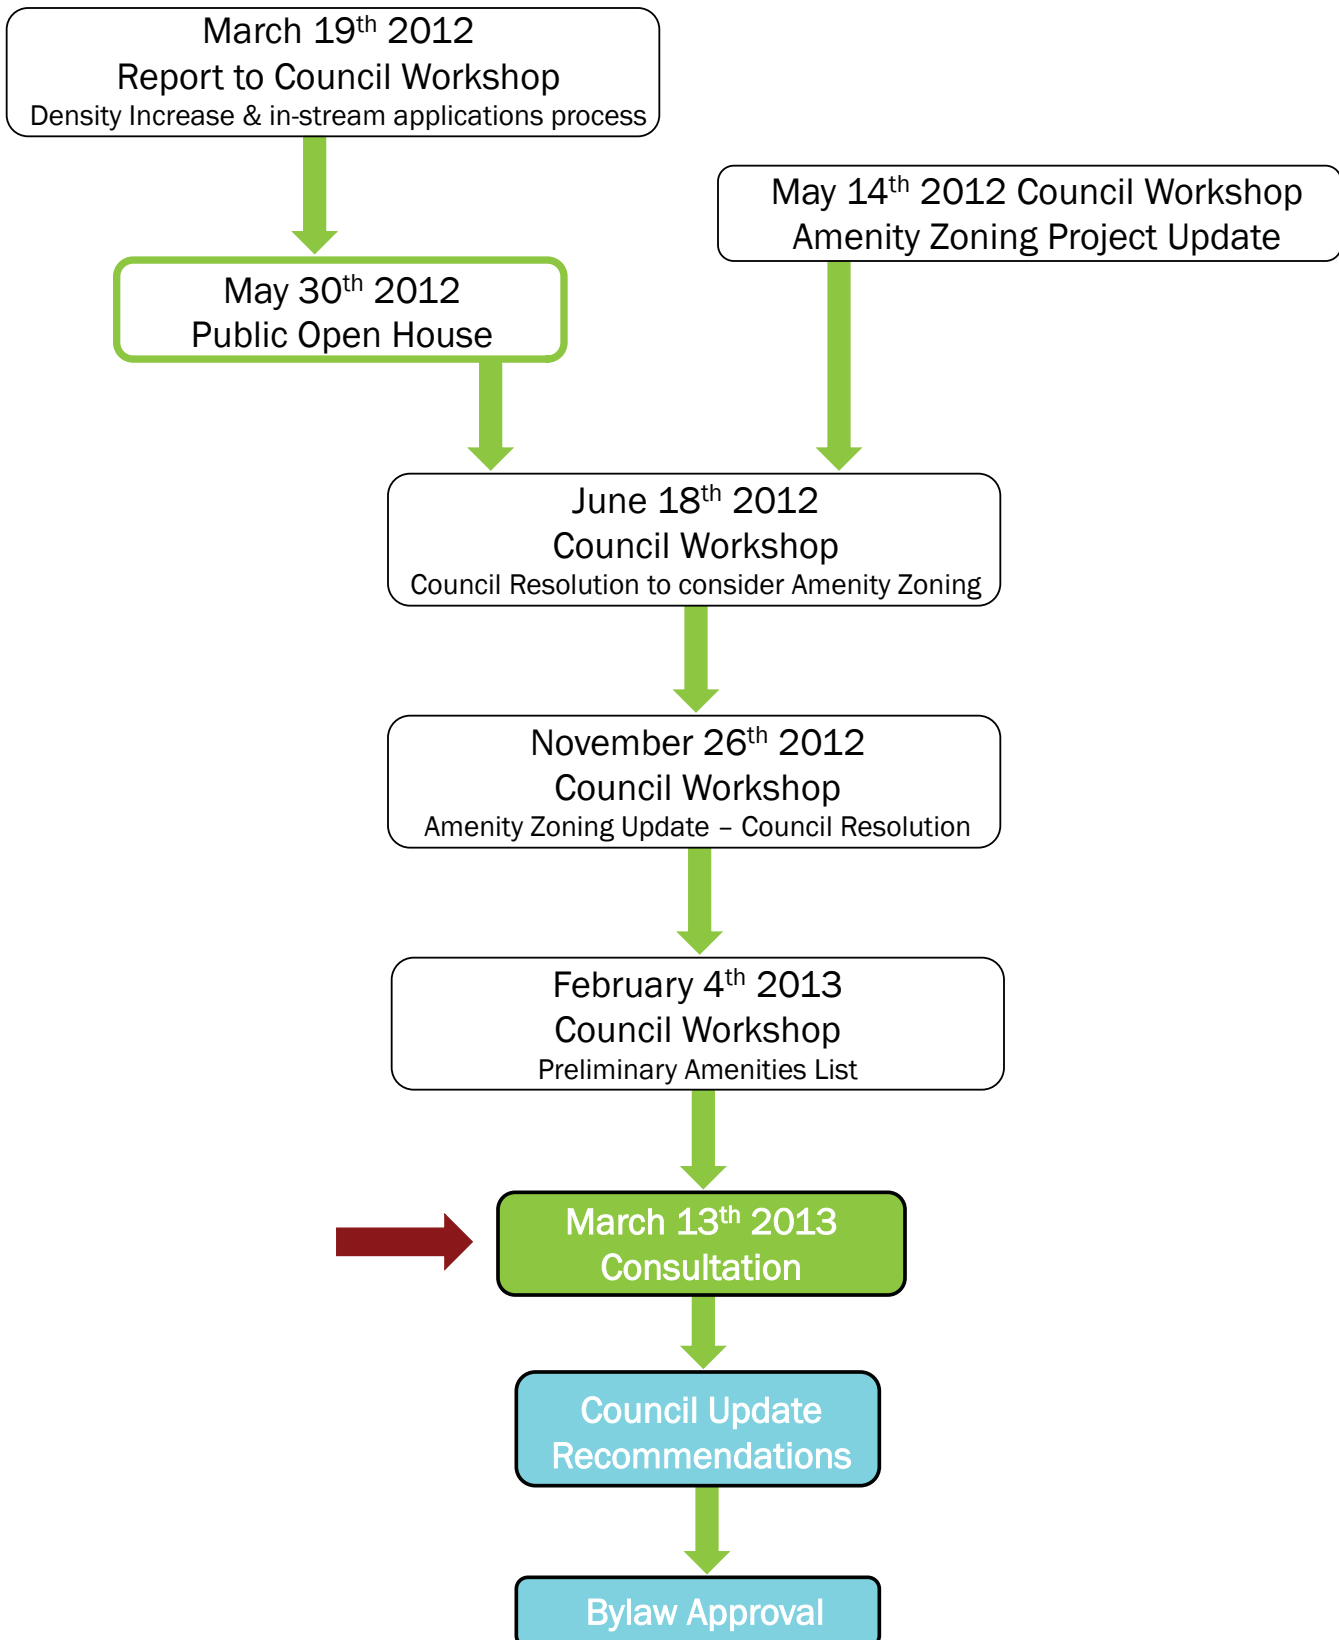 March 19th 2012
Report to Council Workshop
Density Increase & in-stream applications process
May 14th 2012 Council Workshop
Amenity Zoning Project Update
May 30th 2012
Public Open House
June 18th 2012
Council Workshop
Council Resolution to consider Amenity Zoning
November 26th 2012
Council Workshop
Amenity Zoning Update – Council Resolution
February 4th 2013
Council Workshop
Preliminary Amenities List
March 13th 2013
Consultation
Council Update
Recommendations
Bylaw Approval